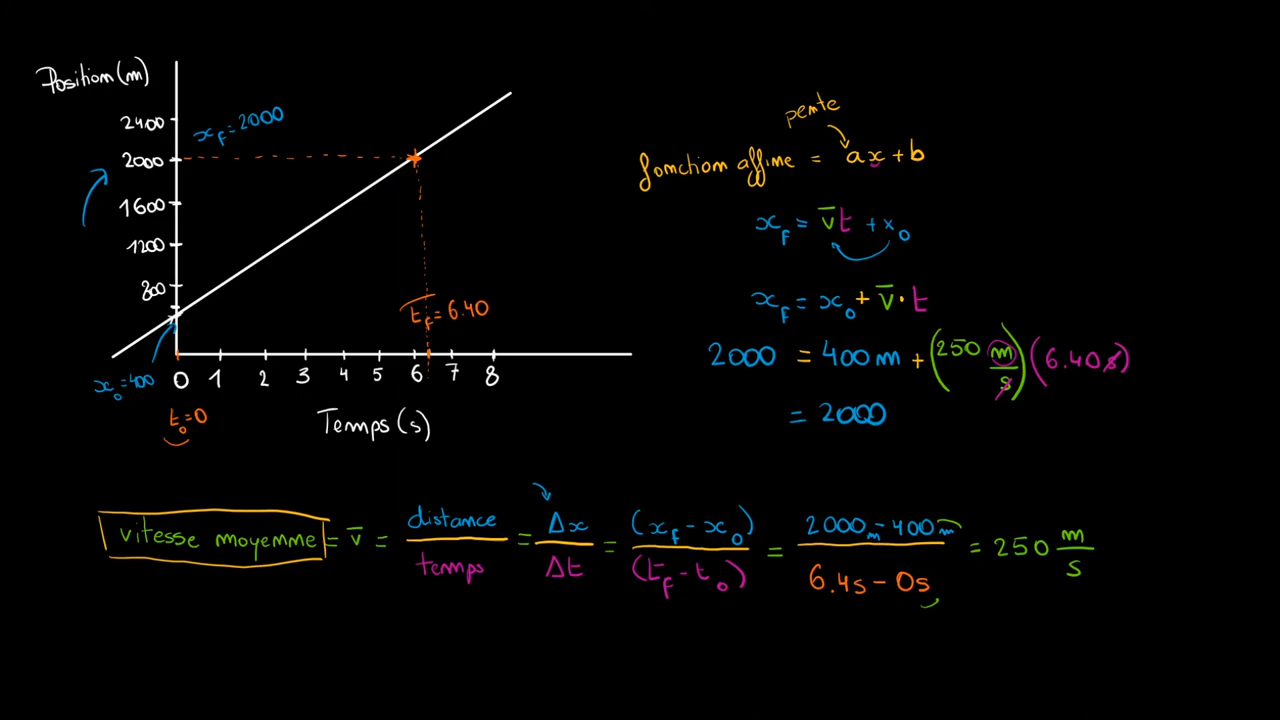 Position (m)
2400
2000
1600
1200
800
x_F = 2000
t_F = 6.40
x_0 = 400
0 1 2 3 4 5 6 7 8
t_0 = 0
Temps (s)
pente
fonction affine = ax + b
x_F = v̅t + x_0
x_F = x_0 + v̅ · t
2000 = 400 m + (250 m/s) (6.40 s)
= 2000
vitesse moyenne = v̅ = distance/temps = Δx/Δt = (x_F - x_0)/(t_F - t_0) = 2000 m - 400 m/6.4s - 0s = 250 m/s